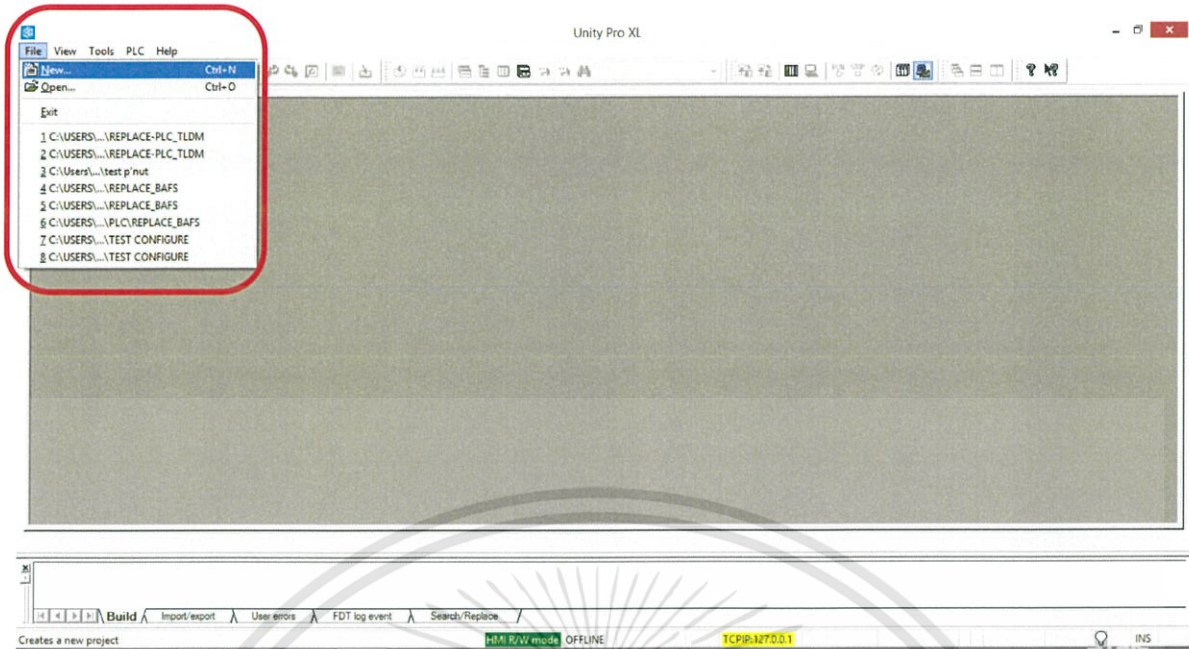 Unity Pro XL
File View Tools PLC Help
New... Ctrl+N
Open... Ctrl+O
Exit
1 C:\USERS\...\REPLACE-PLC_TLDM
2 C:\USERS\...\REPLACE-PLC_TLDM
3 C:\Users\...\test p'nut
4 C:\USERS\...\REPLACE_BAFS
5 C:\USERS\...\REPLACE_BAFS
6 C:\USERS\...\PLC\REPLACE_BAFS
7 C:\USERS\...\TEST CONFIGURE
8 C:\USERS\...\TEST CONFIGURE
Build Import/export User errors FDT log event Search/Replace
Creates a new project HMI R/W mode OFFLINE TCPIP:127.0.0.1 INS